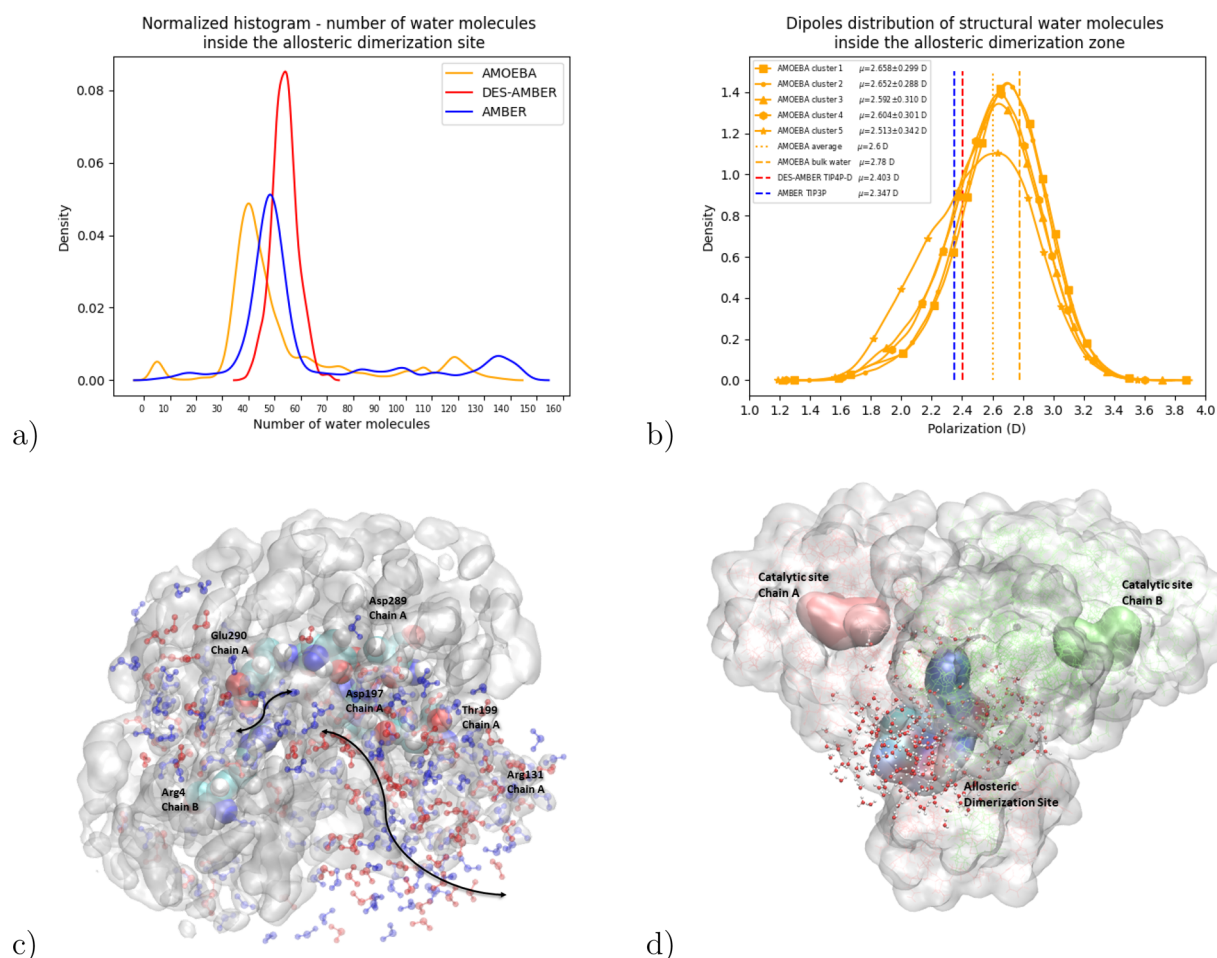 Normalized histogram - number of water molecules
inside the allosteric dimerization site
AMOEBA
DES-AMBER
AMBER
Density
0.08
0.06
0.04
0.02
0.00
0 10 20 30 40 50 60 70 80 90 100 110 120 130 140 150 160
Number of water molecules
a)
Dipoles distribution of structural water molecules
inside the allosteric dimerization zone
AMOEBA cluster 1 μ=2.658±0.299 D
AMOEBA cluster 2 μ=2.652±0.288 D
AMOEBA cluster 3 μ=2.592±0.310 D
AMOEBA cluster 4 μ=2.604±0.301 D
AMOEBA cluster 5 μ=2.513±0.342 D
AMOEBA average μ=2.6 D
AMOEBA bulk water μ=2.78 D
DES-AMBER TIP4P-D μ=2.403 D
AMBER TIP3P μ=2.347 D
Density
1.4
1.2
1.0
0.8
0.6
0.4
0.2
0.0
1.0 1.2 1.4 1.6 1.8 2.0 2.2 2.4 2.6 2.8 3.0 3.2 3.4 3.6 3.8 4.0
Polarization (D)
b)
Asp289
Chain A
Glu290
Chain A
Asp197
Chain A
Thr199
Chain A
Arg131
Chain A
Arg4
Chain B
c)
Catalytic site
Chain A
Catalytic site
Chain B
Allosteric
Dimerization Site
d)